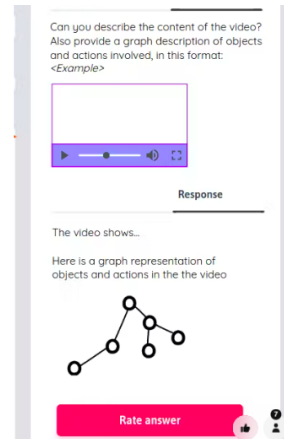 Can you describe the content of the video?
Also provide a graph description of objects
and actions involved, in this format:
<Example>
Response
The video shows...
Here is a graph representation of
objects and actions in the the video
Rate answer
7